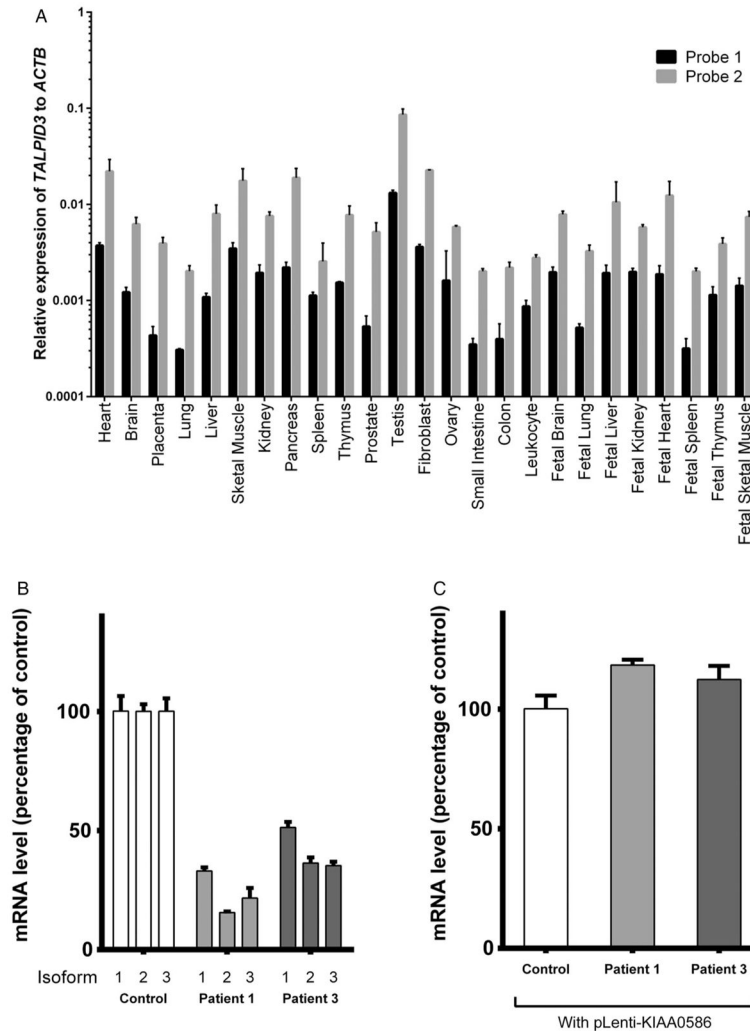 A
Relative expression of TALPID3 to ACTB
1
0.1
0.01
0.001
0.0001
Probe 1
Probe 2
Heart
Brain
Placenta
Lung
Liver
Sketal Muscle
Kidney
Pancreas
Spleen
Thymus
Prostate
Testis
Fibroblast
Ovary
Small Intestine
Colon
Leukocyte
Fetal Brain
Fetal Lung
Fetal Liver
Fetal Kidney
Fetal Heart
Fetal Spleen
Fetal Thymus
Fetal Sketal Muscle
B
mRNA level (percentage of control)
100
50
0
Isoform 1 2 3 1 2 3 1 2 3
Control Patient 1 Patient 3
C
mRNA level (percentage of control)
100
50
0
Control Patient 1 Patient 3
With pLenti-KIAA0586